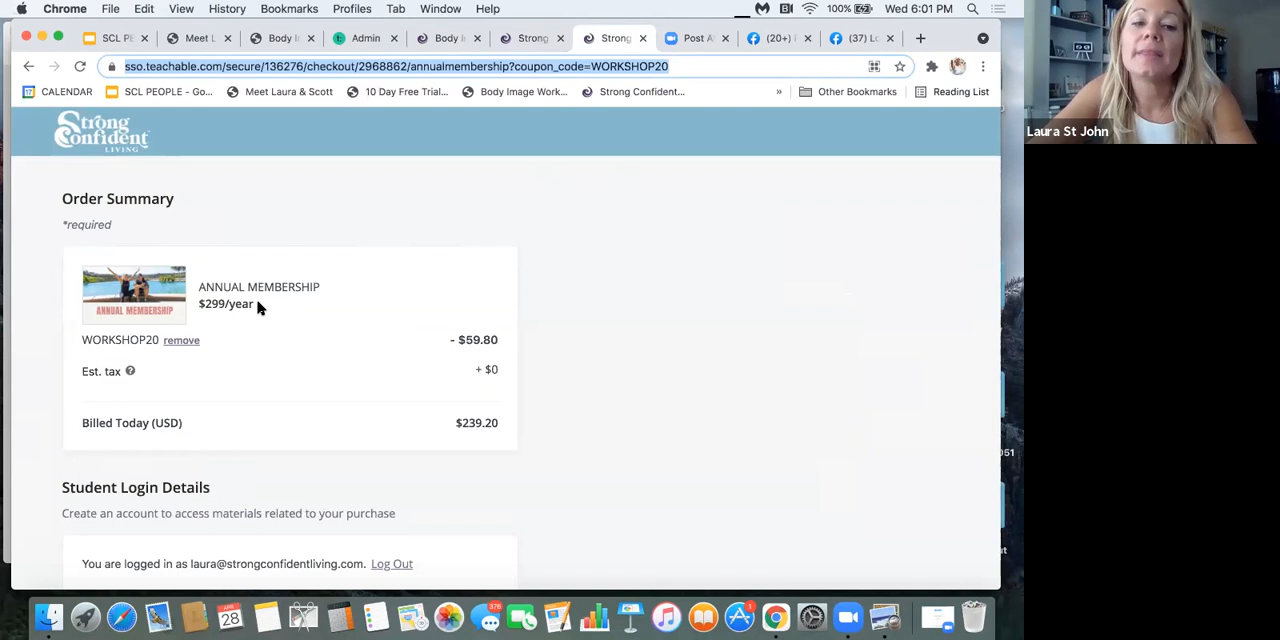 Chrome File Edit View History Bookmarks Profiles Tab Window Help 100% Wed 6:01 PM
SCL PE Meet L Body I Admin Body I Strong Strong Post A (20+) (37) L
sso.teachable.com/secure/136276/checkout/2968862/annualmembership?coupon_code=WORKSHOP20
17 CALENDAR SCL PEOPLE - Go... Meet Laura & Scott 10 Day Free Trial... Body Image Work... Strong Confident... » Other Bookmarks Reading List
Strong
Confident
LIVING
Laura St John
Order Summary
*required
ANNUAL MEMBERSHIP
ANNUAL MEMBERSHIP
$299/year
WORKSHOP20 remove - $59.80
Est. tax ? + $0
Billed Today (USD) $239.20
051
Student Login Details
Create an account to access materials related to your purchase
You are logged in as laura@strongconfidentliving.com. Log Out
APR
28
376
1